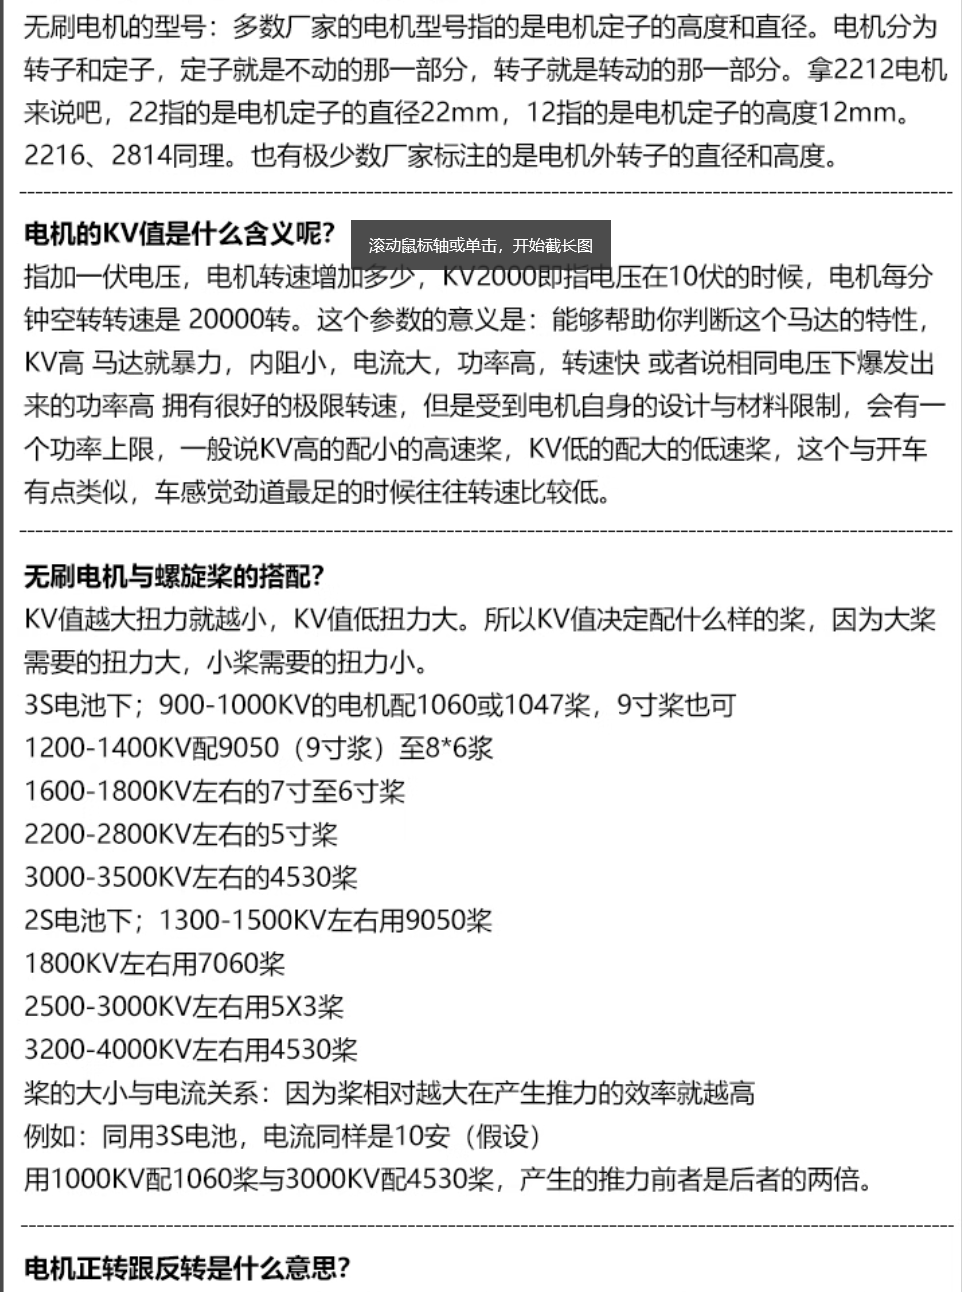 无刷电机的型号：多数厂家的电机型号指的是电机定子的高度和直径。电机分为
转子和定子，定子就是不动的那一部分，转子就是转动的那一部分。拿2212电机
来说吧，22指的是电机定子的直径22mm，12指的是电机定子的高度12mm。
2216、2814同理。也有极少数厂家标注的是电机外转子的直径和高度。
电机的KV值是什么含义呢？
滚动鼠标轴或单击，开始截长图
指加一伏电压，电机转速增加多少，KV2000即指电压在10伏的时候，电机每分
钟空转转速是 20000转。这个参数的意义是：能够帮助你判断这个马达的特性，
KV高 马达就暴力，内阻小，电流大，功率高，转速快 或者说相同电压下爆发出
来的功率高 拥有很好的极限转速，但是受到电机自身的设计与材料限制，会有一
个功率上限，一般说KV高的配小的高速桨，KV低的配大的低速桨，这个与开车
有点类似，车感觉劲道最足的时候往往转速比较低。
无刷电机与螺旋桨的搭配？
KV值越大扭力就越小，KV值低扭力大。所以KV值决定配什么样的桨，因为大桨
需要的扭力大，小桨需要的扭力小。
3S电池下；900-1000KV的电机配1060或1047桨，9寸桨也可
1200-1400KV配9050（9寸浆）至8*6浆
1600-1800KV左右的7寸至6寸桨
2200-2800KV左右的5寸桨
3000-3500KV左右的4530桨
2S电池下；1300-1500KV左右用9050桨
1800KV左右用7060桨
2500-3000KV左右用5X3桨
3200-4000KV左右用4530桨
桨的大小与电流关系：因为桨相对越大在产生推力的效率就越高
例如：同用3S电池，电流同样是10安（假设）
用1000KV配1060桨与3000KV配4530桨，产生的推力前者是后者的两倍。
电机正转跟反转是什么意思？